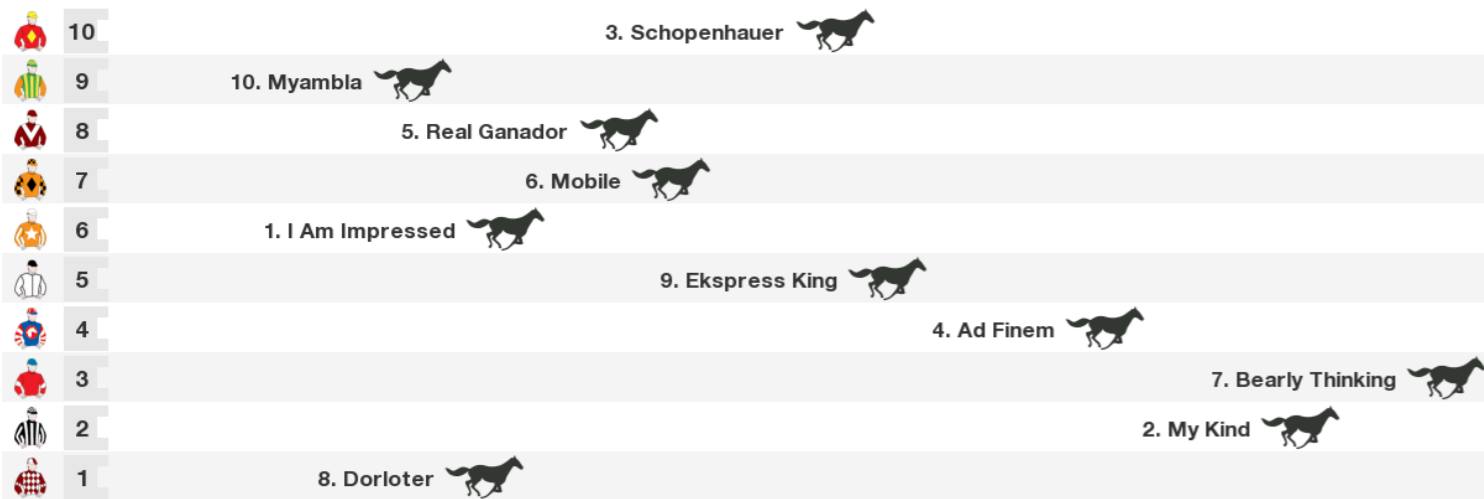 10 3. Schopenhauer
9 10. Myambla
8 5. Real Ganador
7 6. Mobile
6 1. I Am Impressed
5 9. Ekspress King
4 4. Ad Finem
3 7. Bearly Thinking
2 2. My Kind
1 8. Dorloter